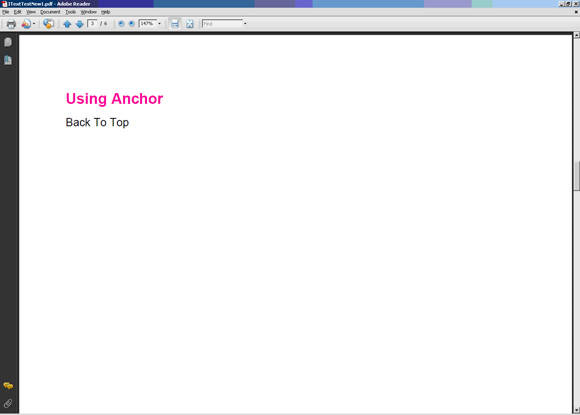 ITextTestNew1.pdf - Adobe Reader
File Edit View Document Tools Window Help
3 / 6 147% Find
Using Anchor
Back To Top